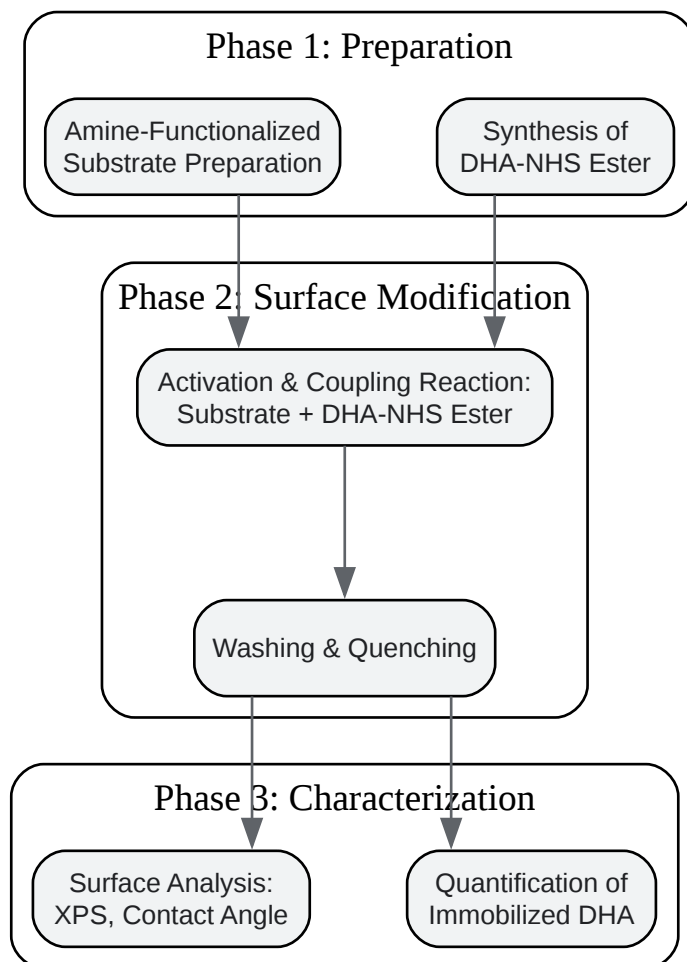 Phase 1: Preparation
Amine-Functionalized
Substrate Preparation
Synthesis of
DHA-NHS Ester
Phase 2: Surface Modification
Activation & Coupling Reaction:
Substrate + DHA-NHS Ester
Washing & Quenching
Phase 3: Characterization
Surface Analysis:
XPS, Contact Angle
Quantification of
Immobilized DHA